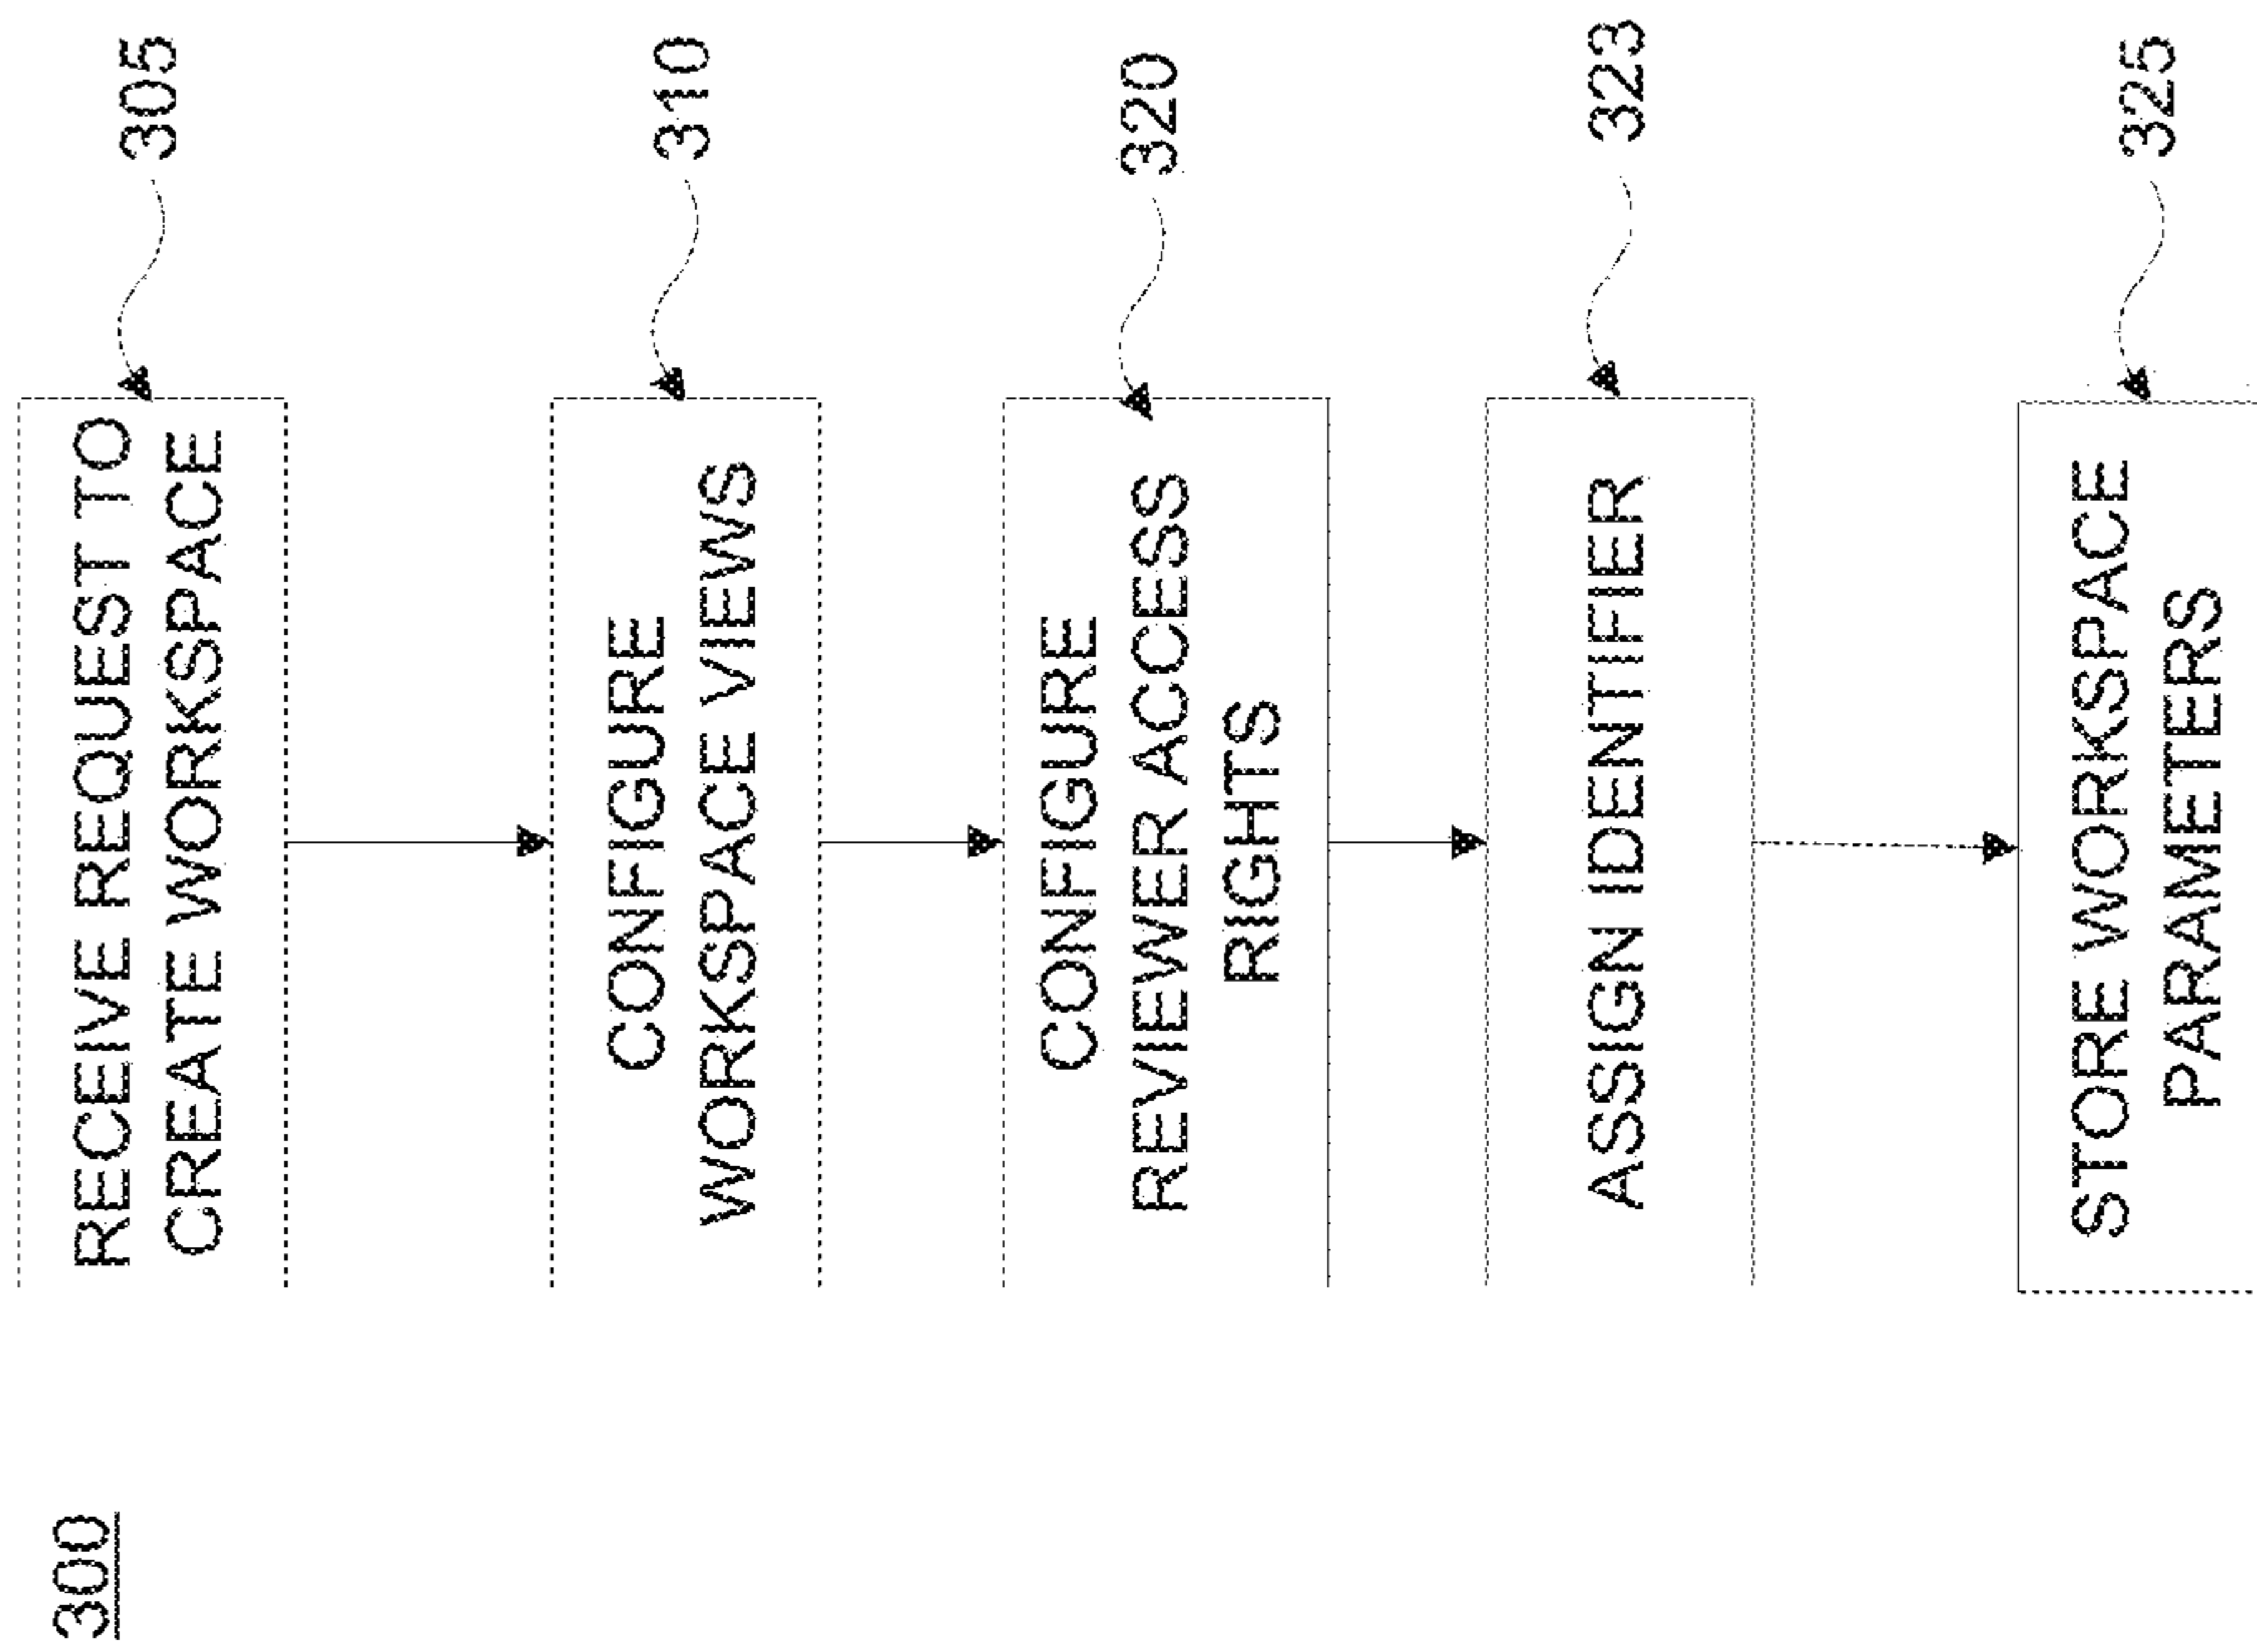 300
RECEIVE REQUEST TO
CREATE WORKSPACE
305
CONFIGURE
WORKSPACE VIEWS
310
CONFIGURE
REVIEWER ACCESS
RIGHTS
320
ASSIGN IDENTIFIER
323
STORE WORKSPACE
PARAMETERS
325